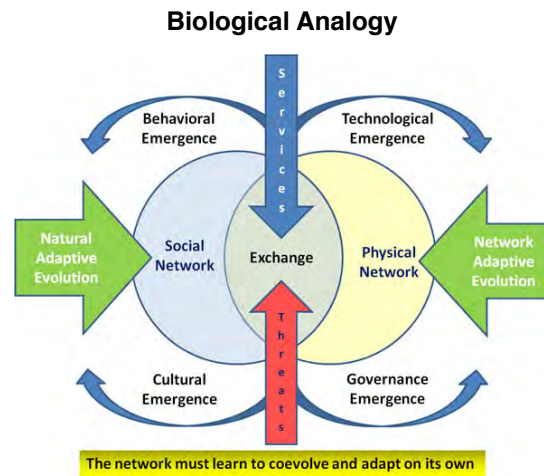 Biological Analogy
Services
Behavioral
Emergence
Technological
Emergence
Natural
Adaptive
Evolution
Social
Network
Exchange
Physical
Network
Network
Adaptive
Evolution
Threats
Cultural
Emergence
Governance
Emergence
The network must learn to coevolve and adapt on its own